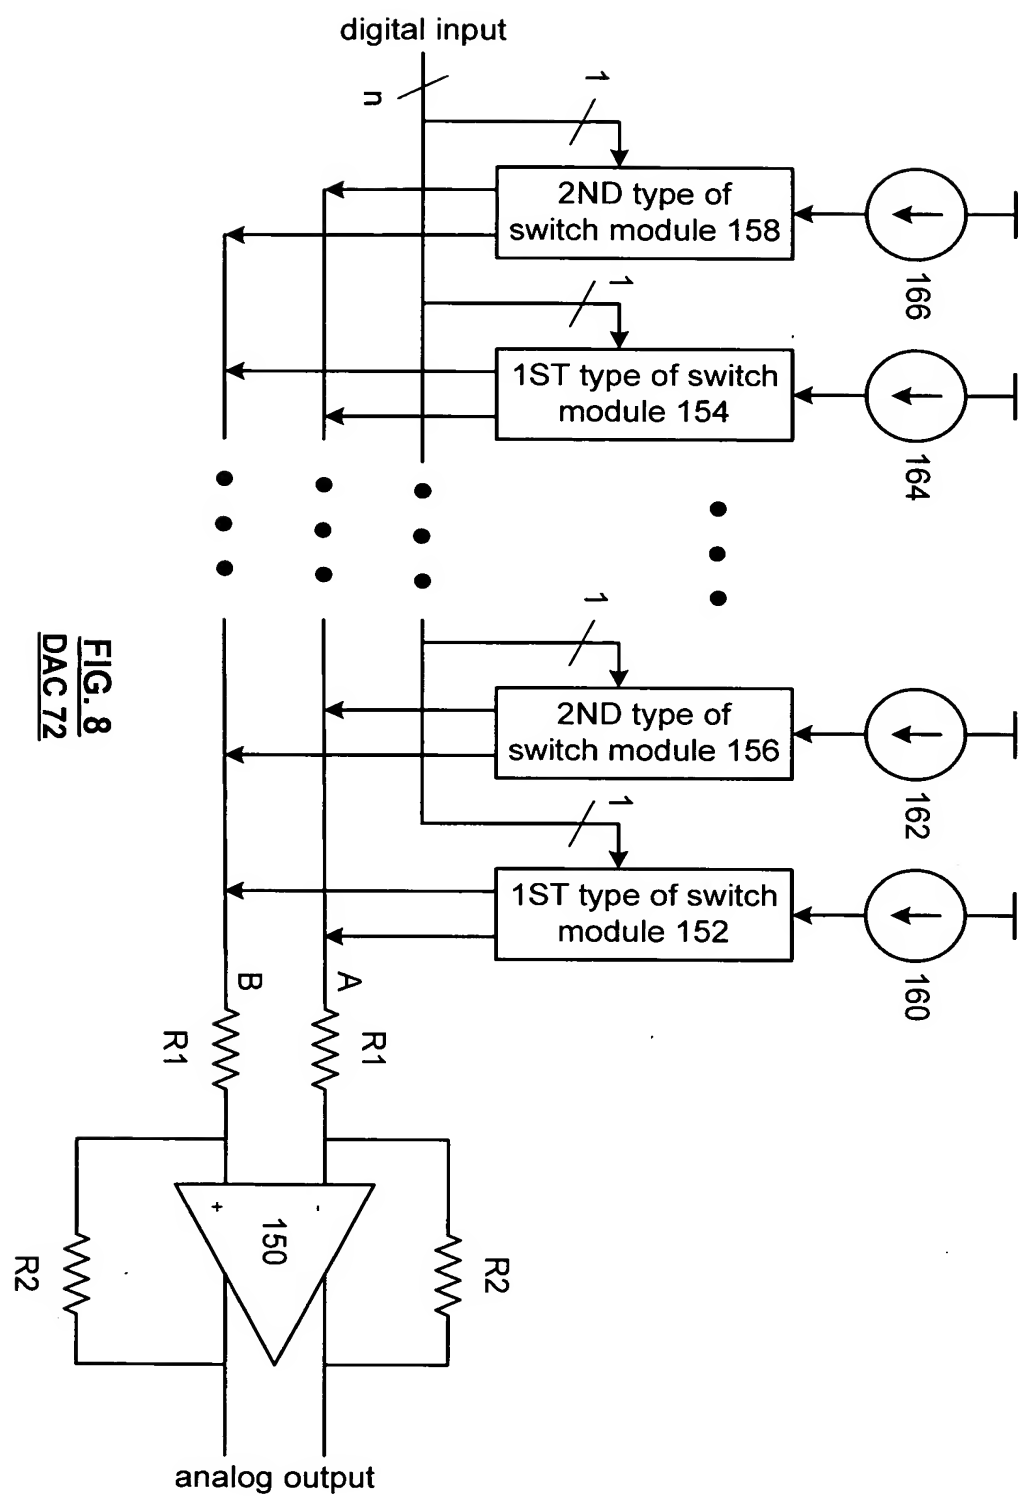 digital input
n
1
2ND type of
switch module 158
166
1
1ST type of switch
module 154
164
1
2ND type of
switch module 156
162
1
1ST type of switch
module 152
160
A
B
R1
R1
-
+
150
R2
R2
analog output
FIG. 8
DAC 72